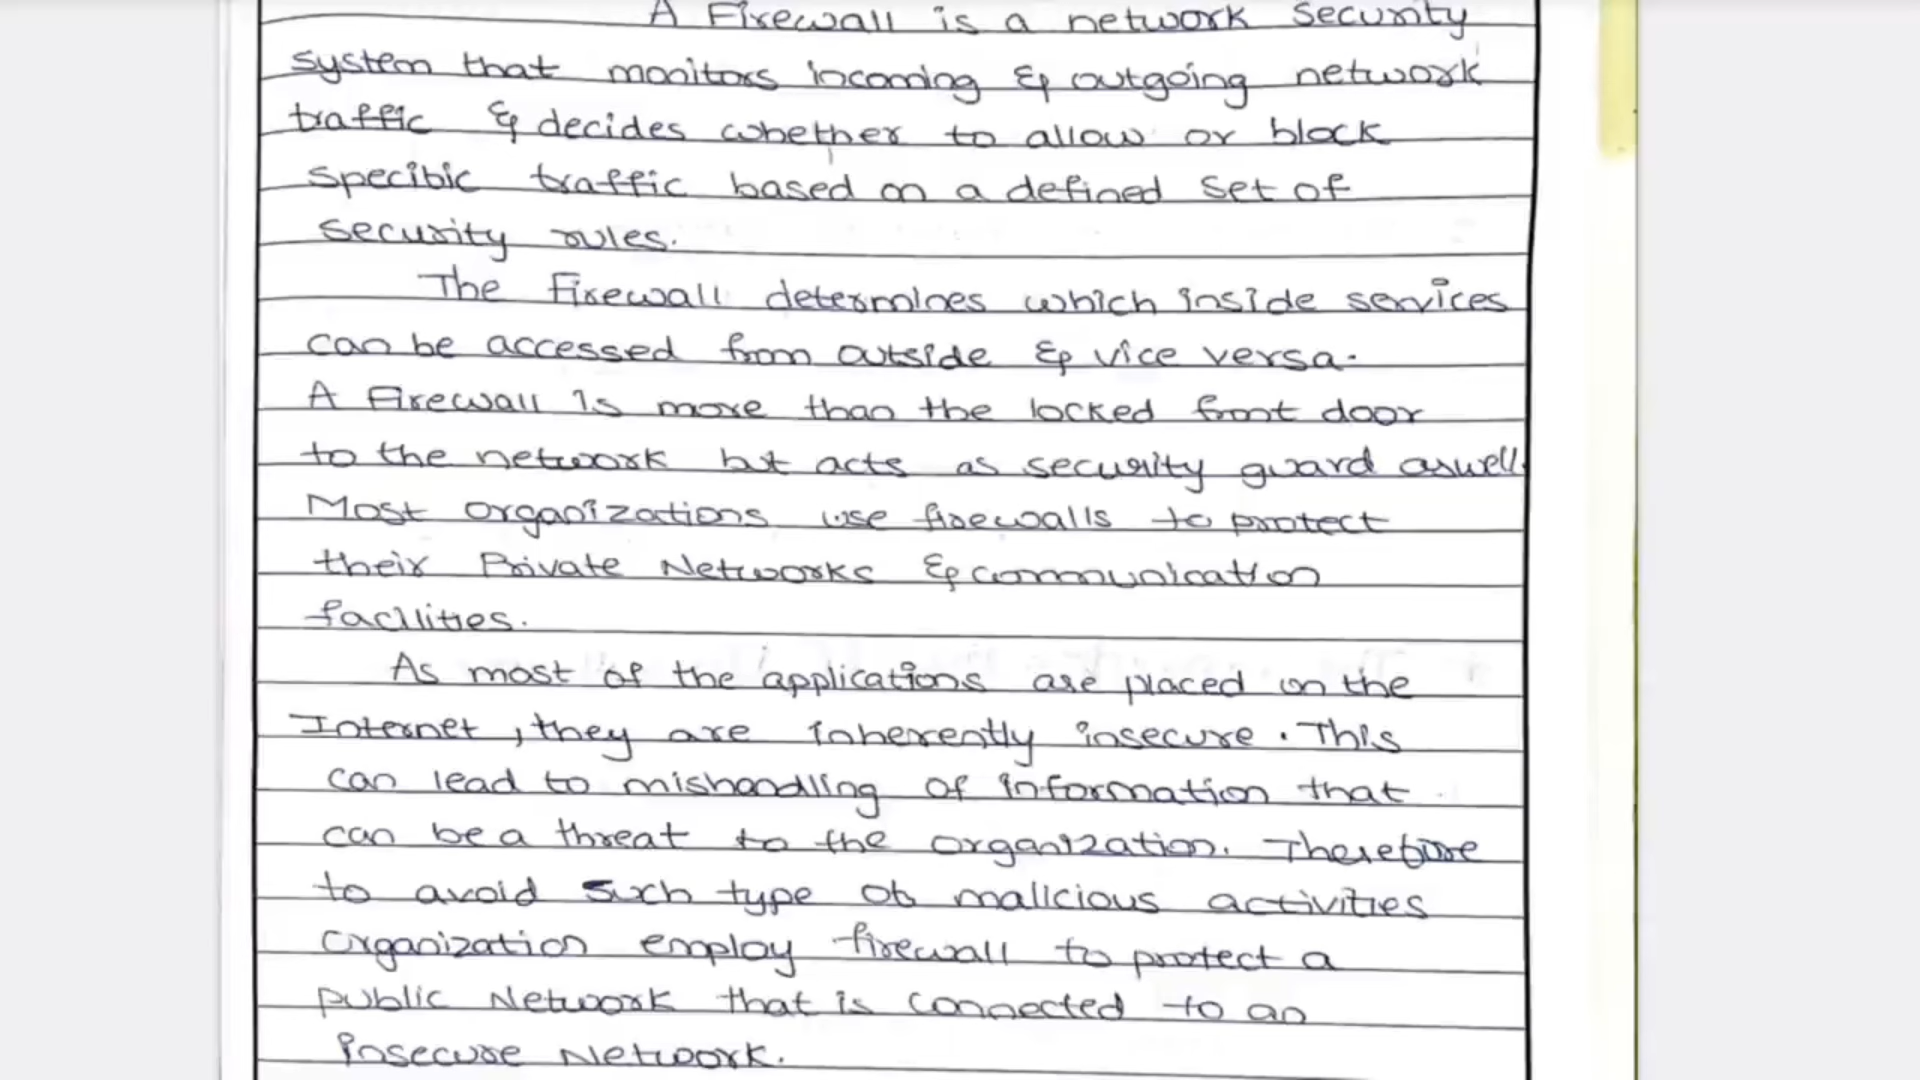 A Firewall is a network security
system that monitors incoming & outgoing network
traffic & decides whether to allow or block
specific traffic based on a defined set of
security rules.
The Firewall determines which inside services
can be accessed from outside & vice versa.
A Firewall is more than the locked front door
to the network but acts as security guard aswell.
Most organizations use firewalls to protect
their Private Networks & communication
facilities.
As most of the applications are placed on the
Internet, they are inherently insecure. This
can lead to mishandling of information that
can be a threat to the organization. Therefore
to avoid such type of malicious activities
organization employ firewall to protect a
public Network that is connected to an
insecure Network.